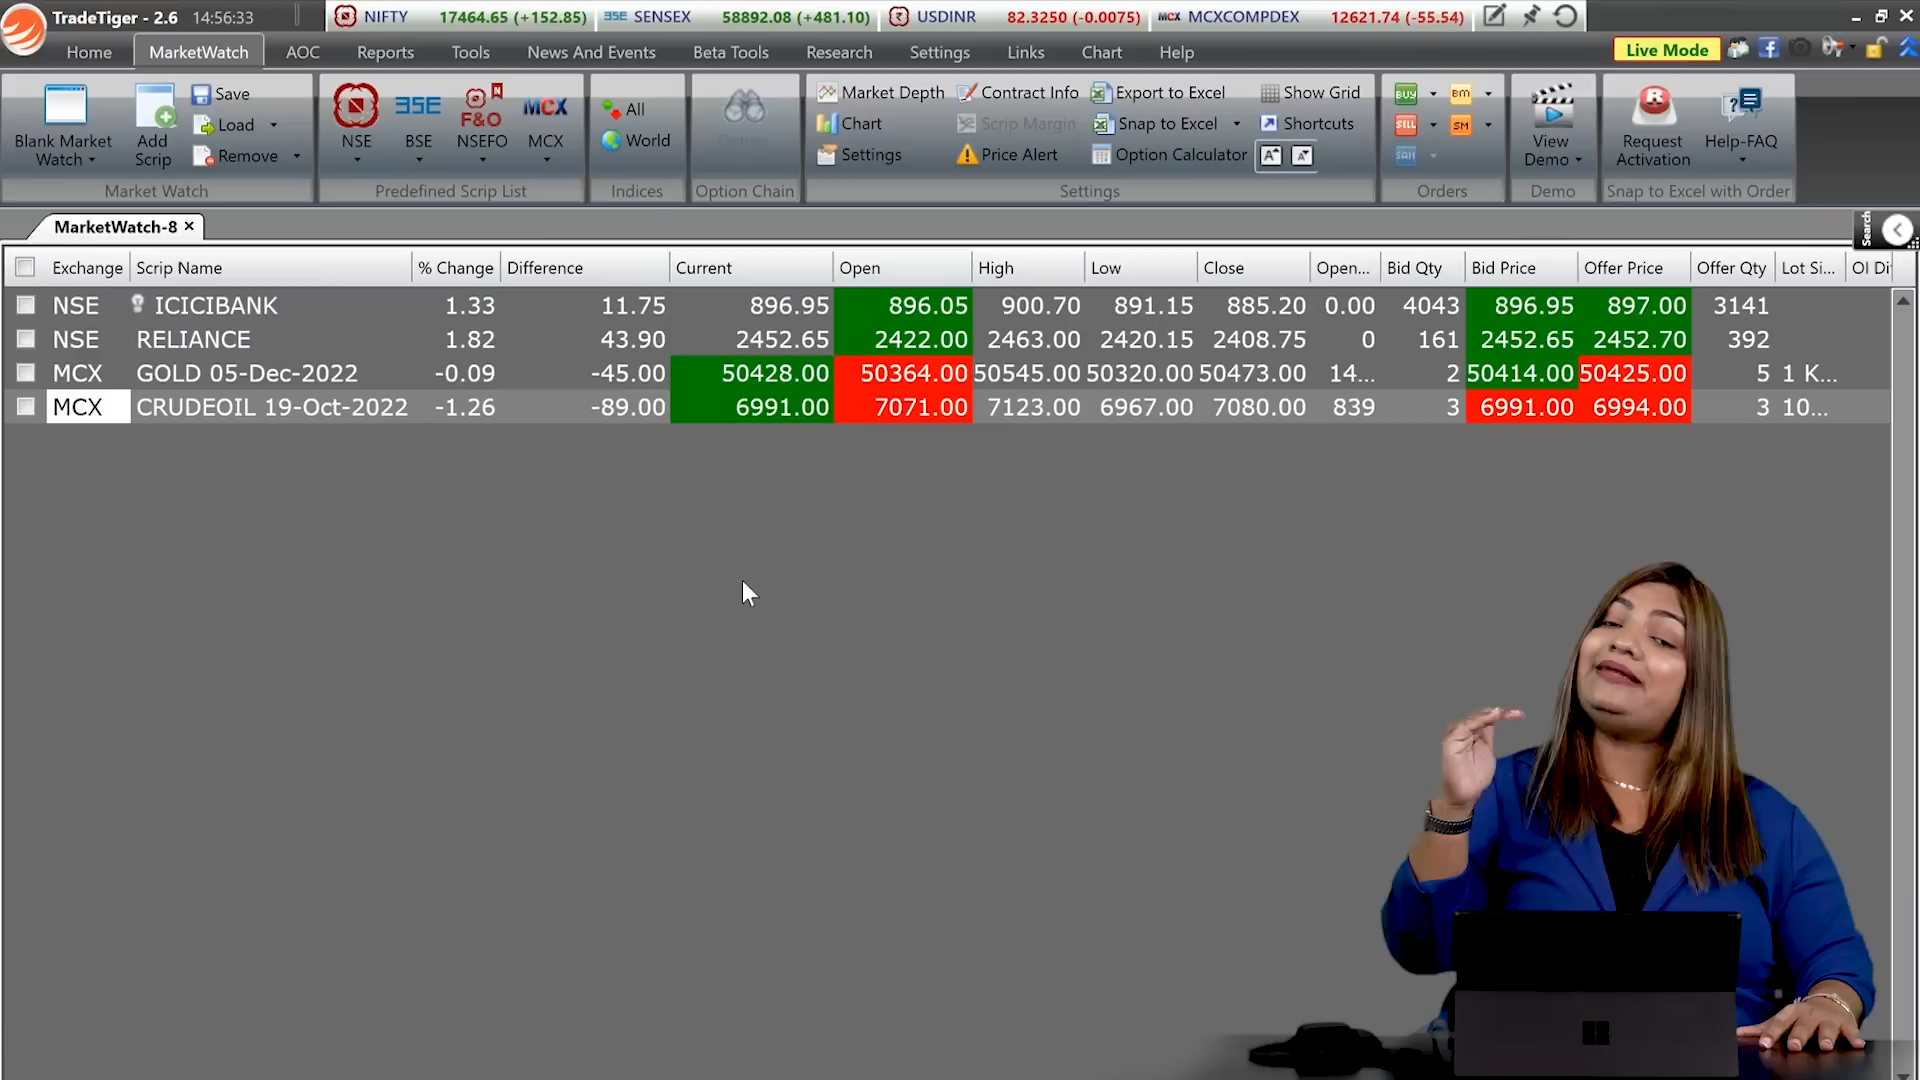 TradeTiger - 2.6 14:56:33 NIFTY 17464.65 (+152.85) BSE SENSEX 58892.08 (+481.10) USDINR 82.3250 (-0.0075) MCX MCXCOMPDEX 12621.74 (-55.54)
Home MarketWatch AOC Reports Tools News And Events Beta Tools Research Settings Links Chart Help Live Mode
Save Market Depth Contract Info Export to Excel Show Grid BUY BM
BSE F&O MCX All
Load Chart Scrip Margin Snap to Excel Shortcuts SELL SM
Blank Market Watch Add Scrip NSE BSE NSEFO MCX World View Demo Request Activation Help-FAQ
Remove Settings Price Alert Option Calculator A A SAM
Market Watch Predefined Scrip List Indices Option Chain Settings Orders Demo Snap to Excel with Order
MarketWatch-8 Search
Exchange Scrip Name % Change Difference Current Open High Low Close Open... Bid Qty Bid Price Offer Price Offer Qty Lot Si... OI Di
NSE ICICIBANK 1.33 11.75 896.95 896.05 900.70 891.15 885.20 0.00 4043 896.95 897.00 3141
NSE RELIANCE 1.82 43.90 2452.65 2422.00 2463.00 2420.15 2408.75 0 161 2452.65 2452.70 392
MCX GOLD 05-Dec-2022 -0.09 -45.00 50428.00 50364.00 50545.00 50320.00 50473.00 14... 2 50414.00 50425.00 5 1 K...
MCX CRUDEOIL 19-Oct-2022 -1.26 -89.00 6991.00 7071.00 7123.00 6967.00 7080.00 839 3 6991.00 6994.00 3 10...